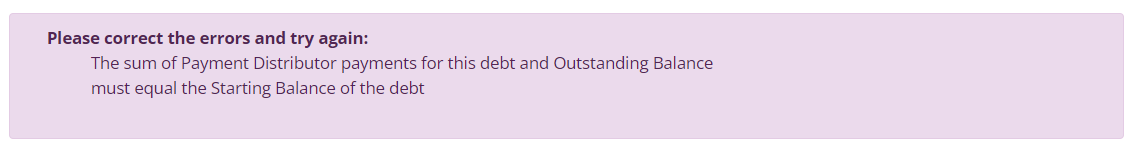 Please correct the errors and try again:
The sum of Payment Distributor payments for this debt and Outstanding Balance
must equal the Starting Balance of the debt